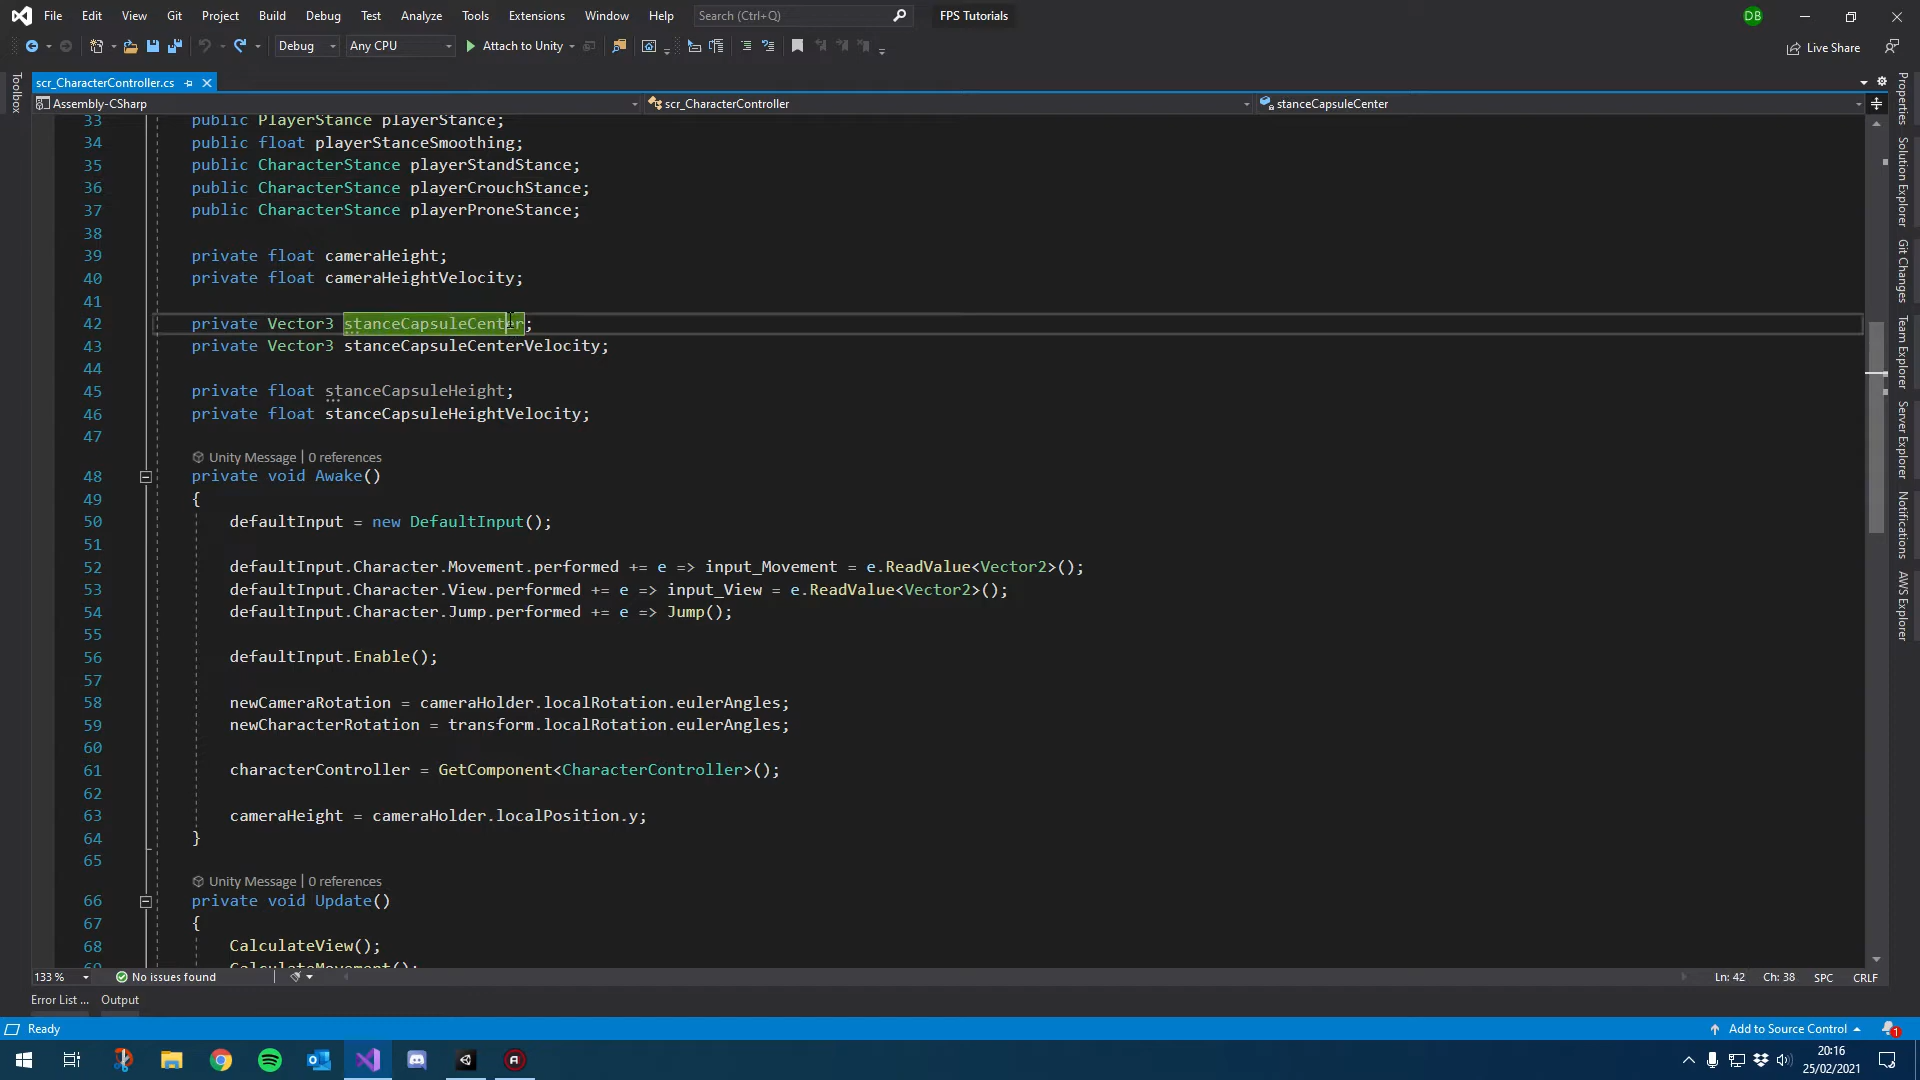 File Edit View Git Project Build Debug Test Analyze Tools Extensions Window Help Search (Ctrl+Q) FPS Tutorials DB
Debug Any CPU Attach to Unity Live Share
scr_CharacterController.cs
Assembly-CSharp scr_CharacterController stanceCapsuleCenter
33 public PlayerStance playerStance;
34 public float playerStanceSmoothing;
35 public CharacterStance playerStandStance;
36 public CharacterStance playerCrouchStance;
37 public CharacterStance playerProneStance;
38
39 private float cameraHeight;
40 private float cameraHeightVelocity;
41
42 private Vector3 stanceCapsuleCenter;
43 private Vector3 stanceCapsuleCenterVelocity;
44
45 private float stanceCapsuleHeight;
46 private float stanceCapsuleHeightVelocity;
47
Unity Message | 0 references
48 private void Awake()
49 {
50 defaultInput = new DefaultInput();
51
52 defaultInput.Character.Movement.performed += e => input_Movement = e.ReadValue<Vector2>();
53 defaultInput.Character.View.performed += e => input_View = e.ReadValue<Vector2>();
54 defaultInput.Character.Jump.performed += e => Jump();
55
56 defaultInput.Enable();
57
58 newCameraRotation = cameraHolder.localRotation.eulerAngles;
59 newCharacterRotation = transform.localRotation.eulerAngles;
60
61 characterController = GetComponent<CharacterController>();
62
63 cameraHeight = cameraHolder.localPosition.y;
64 }
65
Unity Message | 0 references
66 private void Update()
67 {
68 CalculateView();
69 CalculateMovement();
133 % No issues found Ln: 42 Ch: 38 SPC CRLF
Error List ... Output
Ready Add to Source Control 1
20:16
25/02/2021
Toolbox
Properties
Solution Explorer
Git Changes
Team Explorer
Server Explorer
Notifications
AWS Explorer